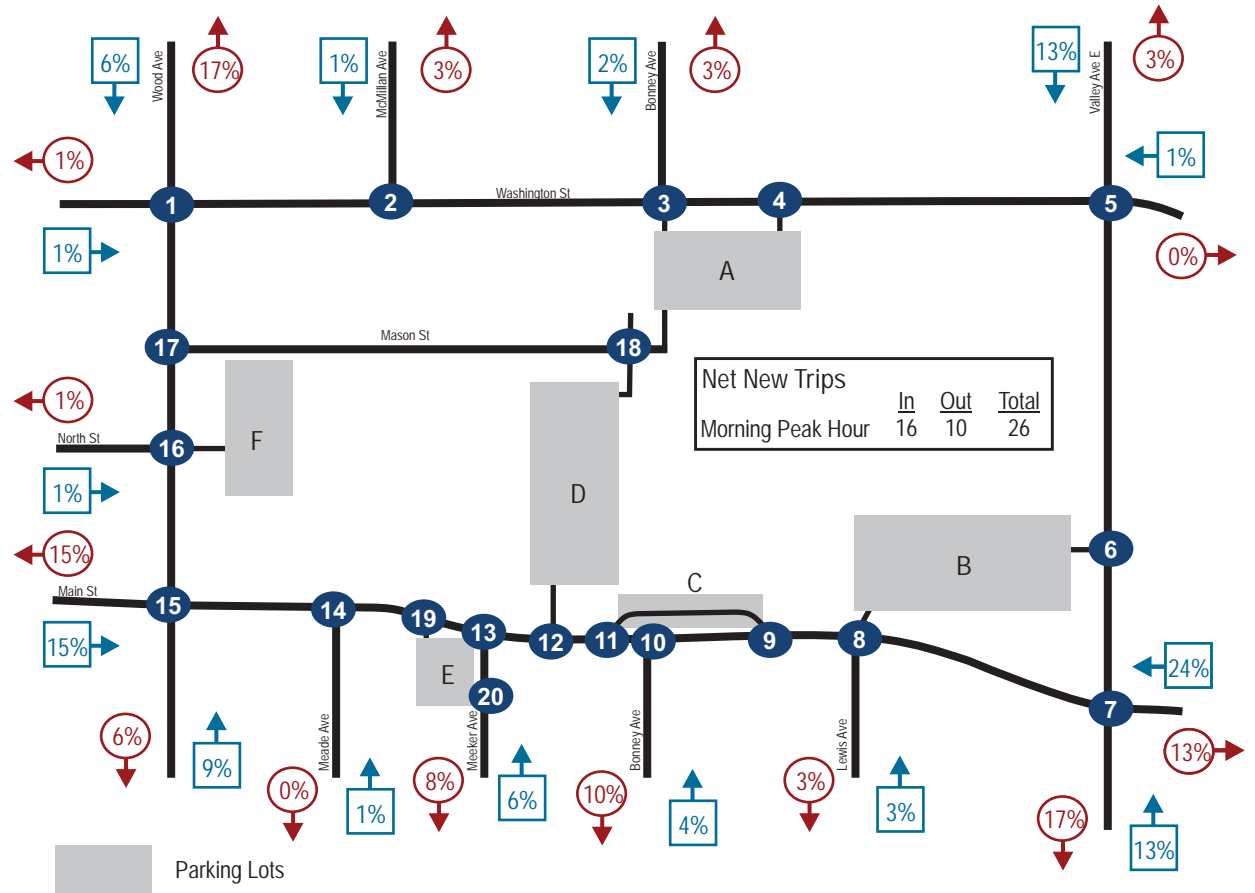 6%
Wood Ave
17%
1%
McMillan Ave
3%
2%
Bonney Ave
3%
13%
Valley Ave E
3%
1%
1%
1
2
Washington St
3
4
5
1%
0%
A
17
Mason St
18
1%
North St
16
F
1%
Net New Trips
In Out Total
Morning Peak Hour 16 10 26
D
B
6
15%
Main St
15
14
19
13
12
11
C
10
9
8
15%
E
20
24%
7
6%
9%
Meade Ave
0%
1%
Meeker Ave
8%
6%
Bonney Ave
10%
4%
Lewis Ave
3%
3%
13%
17%
13%
Parking Lots